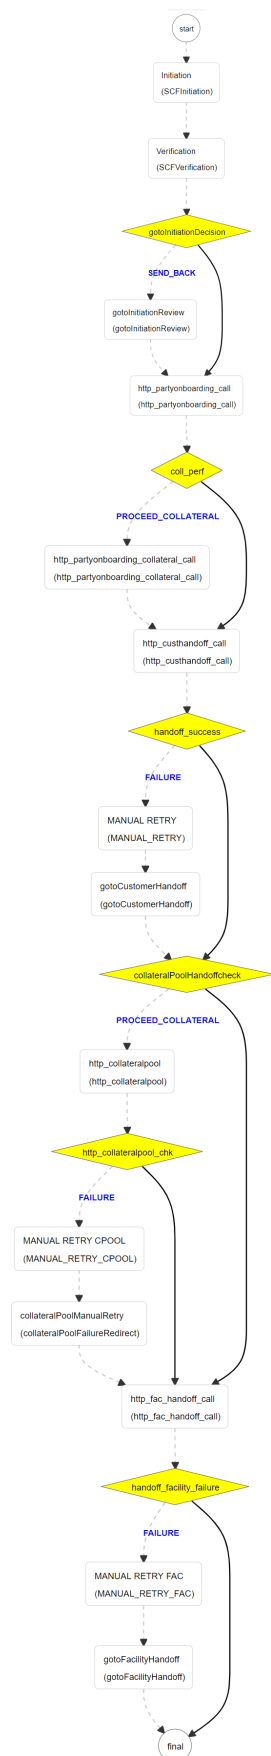 start
Initiation
(SCFInitiation)
Verification
(SCFVerification)
gotoInitiationDecision
SEND_BACK
gotoInitiationReview
(gotoInitiationReview)
http_partyonboarding_call
(http_partyonboarding_call)
coll_perf
PROCEED_COLLATERAL
http_partyonboarding_collateral_call
(http_partyonboarding_collateral_call)
http_custhandoff_call
(http_custhandoff_call)
handoff_success
FAILURE
MANUAL RETRY
(MANUAL_RETRY)
gotoCustomerHandoff
(gotoCustomerHandoff)
collateralPoolHandoffcheck
PROCEED_COLLATERAL
http_collateralpool
(http_collateralpool)
http_collateralpool_chk
FAILURE
MANUAL RETRY CPOOL
(MANUAL_RETRY_CPOOL)
collateralPoolManualRetry
(collateralPoolFailureRedirect)
http_fac_handoff_call
(http_fac_handoff_call)
handoff_facility_failure
FAILURE
MANUAL RETRY FAC
(MANUAL_RETRY_FAC)
gotoFacilityHandoff
(gotoFacilityHandoff)
final